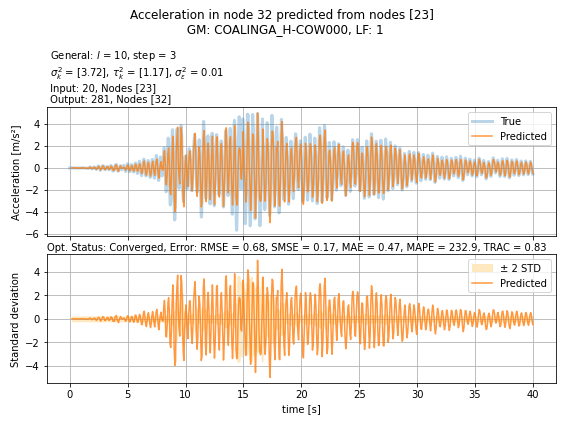 Acceleration in node 32 predicted from nodes [23]
GM: COALINGA_H-COW000, LF: 1
General: l = 10, step = 3
σ²ₖ = [3.72], τ²ₖ = [1.17], σ²ε = 0.01
Input: 20, Nodes [23]
Output: 281, Nodes [32]
Acceleration [m/s²]
4
2
0
−2
−4
−6
True
Predicted
Opt. Status: Converged, Error: RMSE = 0.68, SMSE = 0.17, MAE = 0.47, MAPE = 232.9, TRAC = 0.83
Standard deviation
4
2
0
−2
−4
± 2 STD
Predicted
0 5 10 15 20 25 30 35 40
time [s]